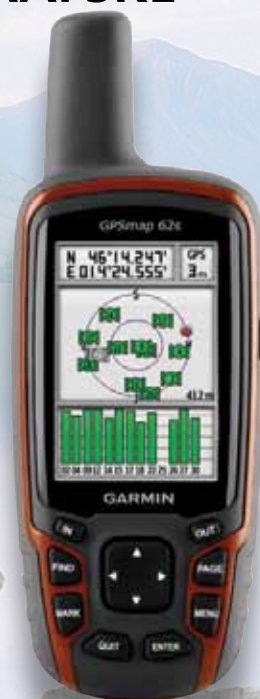 GPSmap 62s
N 46°14.247' GPS
E 014°24.555' 3m
412m
GARMIN
IN OUT
FIND PAGE
MARK MENU
QUIT ENTER